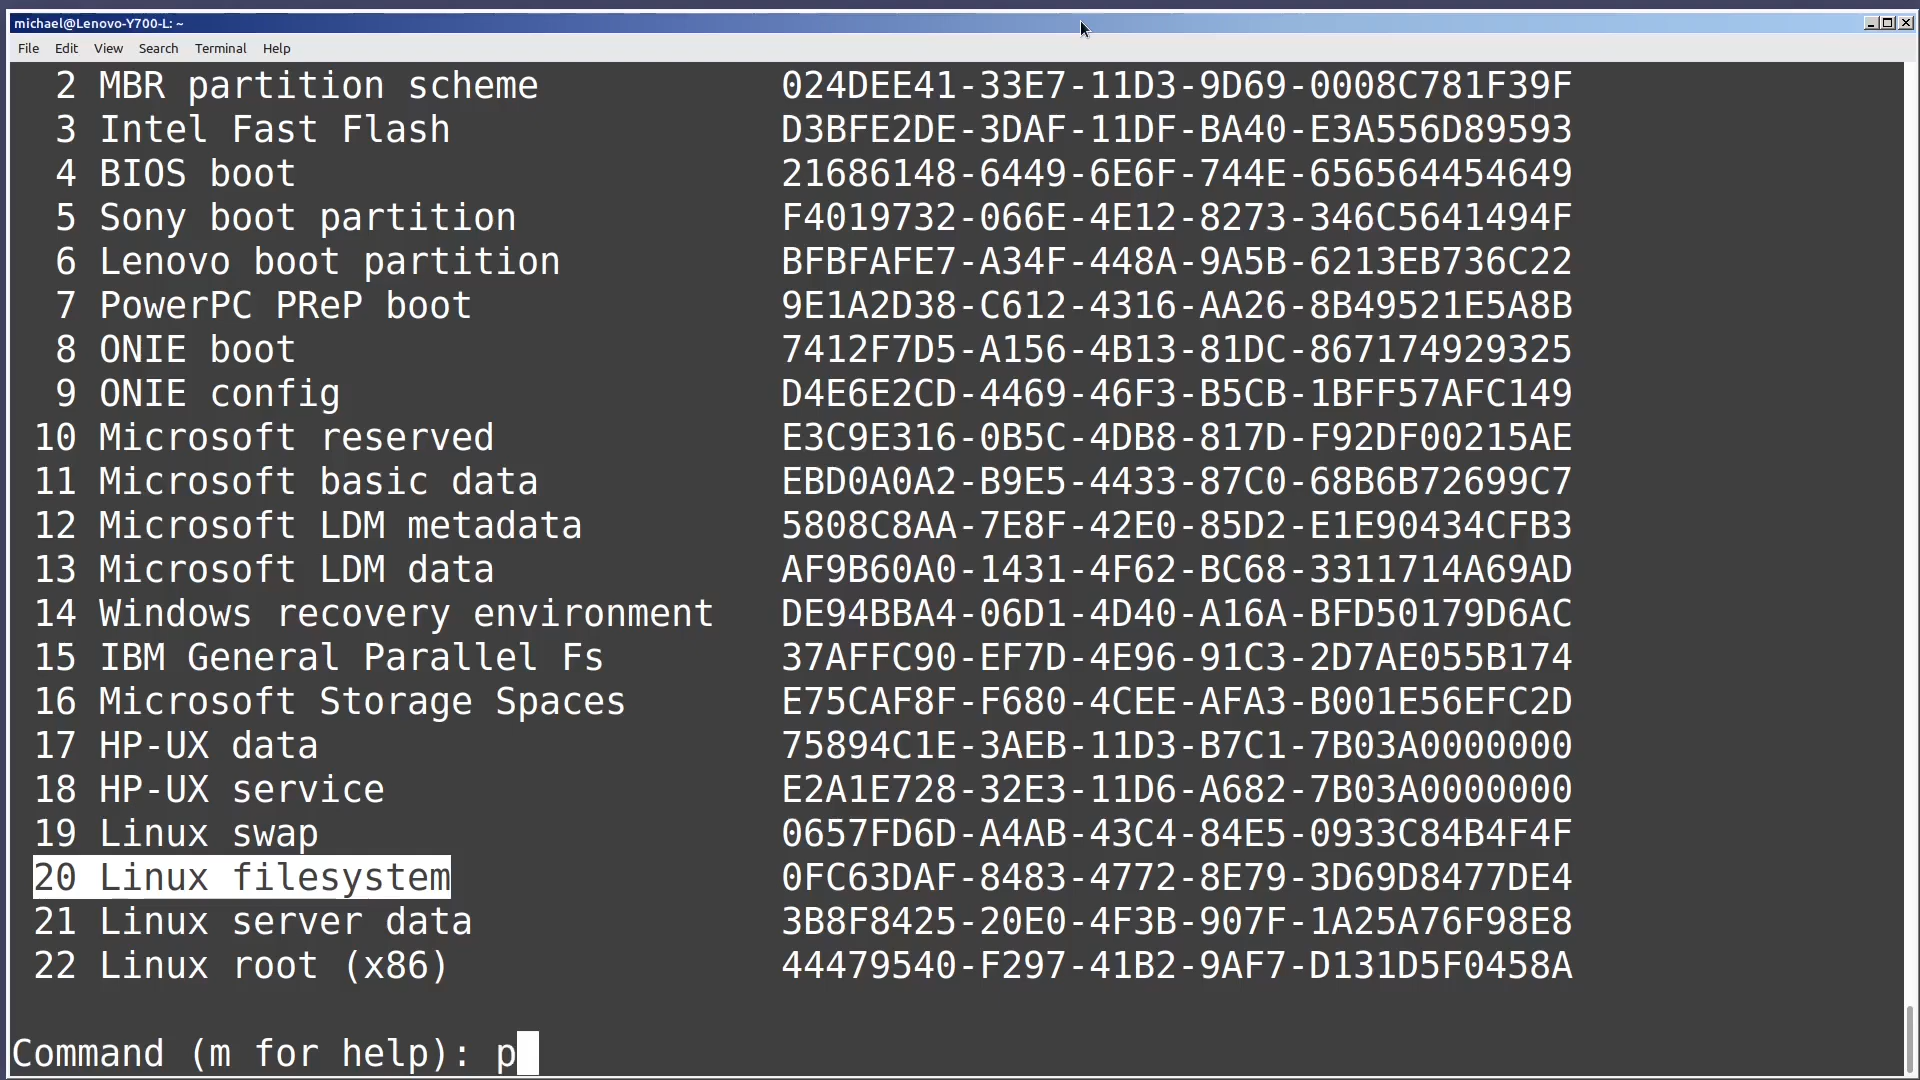 michael@Lenovo-Y700-L: ~
File Edit View Search Terminal Help
2 MBR partition scheme 024DEE41-33E7-11D3-9D69-0008C781F39F
3 Intel Fast Flash D3BFE2DE-3DAF-11DF-BA40-E3A556D89593
4 BIOS boot 21686148-6449-6E6F-744E-656564454649
5 Sony boot partition F4019732-066E-4E12-8273-346C5641494F
6 Lenovo boot partition BFBFAFE7-A34F-448A-9A5B-6213EB736C22
7 PowerPC PReP boot 9E1A2D38-C612-4316-AA26-8B49521E5A8B
8 ONIE boot 7412F7D5-A156-4B13-81DC-867174929325
9 ONIE config D4E6E2CD-4469-46F3-B5CB-1BFF57AFC149
10 Microsoft reserved E3C9E316-0B5C-4DB8-817D-F92DF00215AE
11 Microsoft basic data EBD0A0A2-B9E5-4433-87C0-68B6B72699C7
12 Microsoft LDM metadata 5808C8AA-7E8F-42E0-85D2-E1E90434CFB3
13 Microsoft LDM data AF9B60A0-1431-4F62-BC68-3311714A69AD
14 Windows recovery environment DE94BBA4-06D1-4D40-A16A-BFD50179D6AC
15 IBM General Parallel Fs 37AFFC90-EF7D-4E96-91C3-2D7AE055B174
16 Microsoft Storage Spaces E75CAF8F-F680-4CEE-AFA3-B001E56EFC2D
17 HP-UX data 75894C1E-3AEB-11D3-B7C1-7B03A0000000
18 HP-UX service E2A1E728-32E3-11D6-A682-7B03A0000000
19 Linux swap 0657FD6D-A4AB-43C4-84E5-0933C84B4F4F
20 Linux filesystem 0FC63DAF-8483-4772-8E79-3D69D8477DE4
21 Linux server data 3B8F8425-20E0-4F3B-907F-1A25A76F98E8
22 Linux root (x86) 44479540-F297-41B2-9AF7-D131D5F0458A
Command (m for help): p